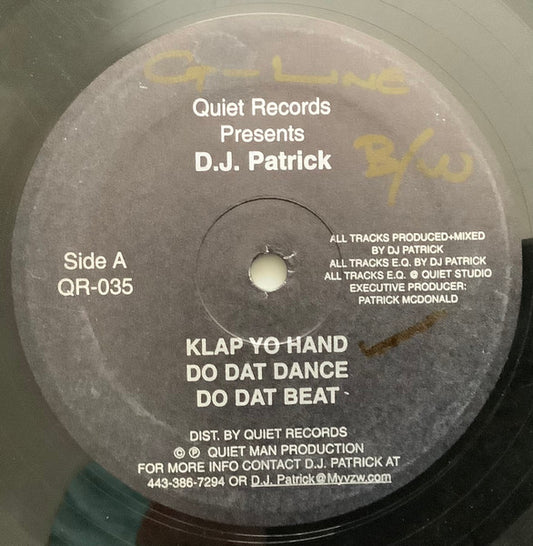 G-LINE
Quiet Records
Presents
D.J. Patrick
B/W
ALL TRACKS PRODUCED+MIXED
BY DJ PATRICK
ALL TRACKS E.Q. BY DJ PATRICK
ALL TRACKS E.Q. @ QUIET STUDIO
EXECUTIVE PRODUCER:
PATRICK MCDONALD
Side A
QR-035
KLAP YO HAND
DO DAT DANCE
DO DAT BEAT
DIST. BY QUIET RECORDS
© ℗ QUIET MAN PRODUCTION
FOR MORE INFO CONTACT D.J. PATRICK AT
443-386-7294 OR D.J.Patrick@Myvzw.com